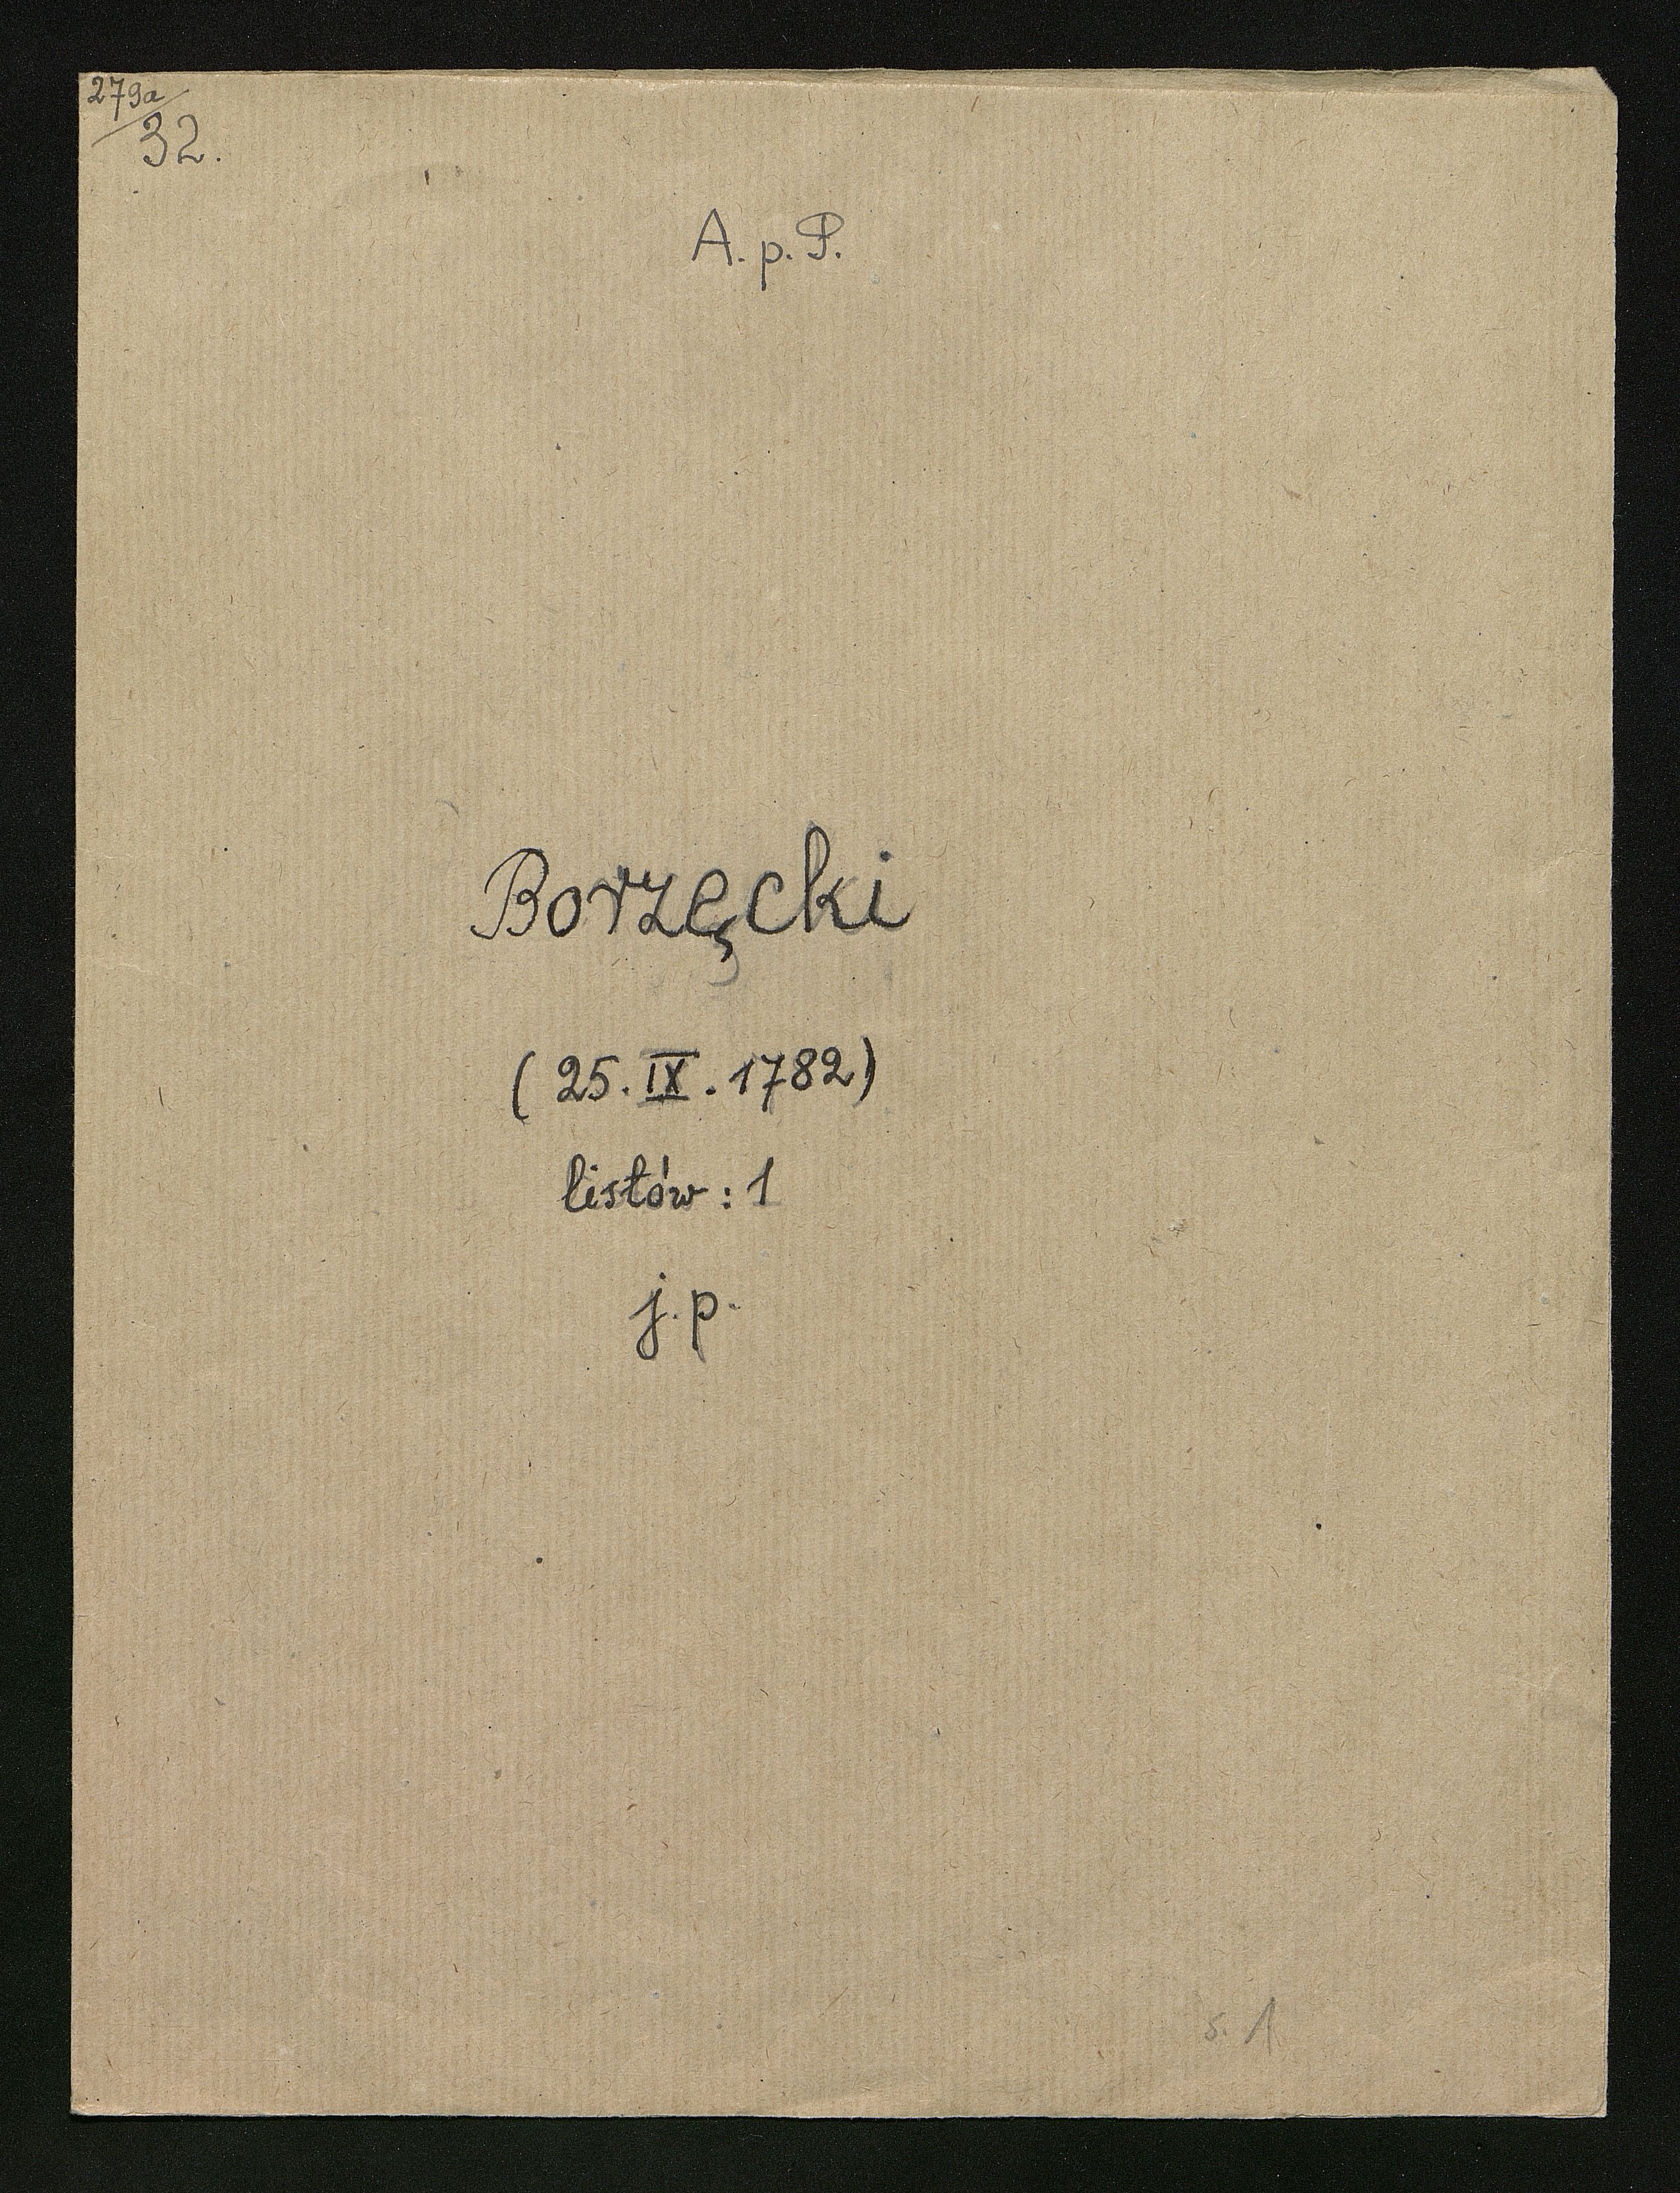 279a
32.
A. p. P.
Borzęcki
(25. IX. 1782)
listów: 1
j. p.
s. 1